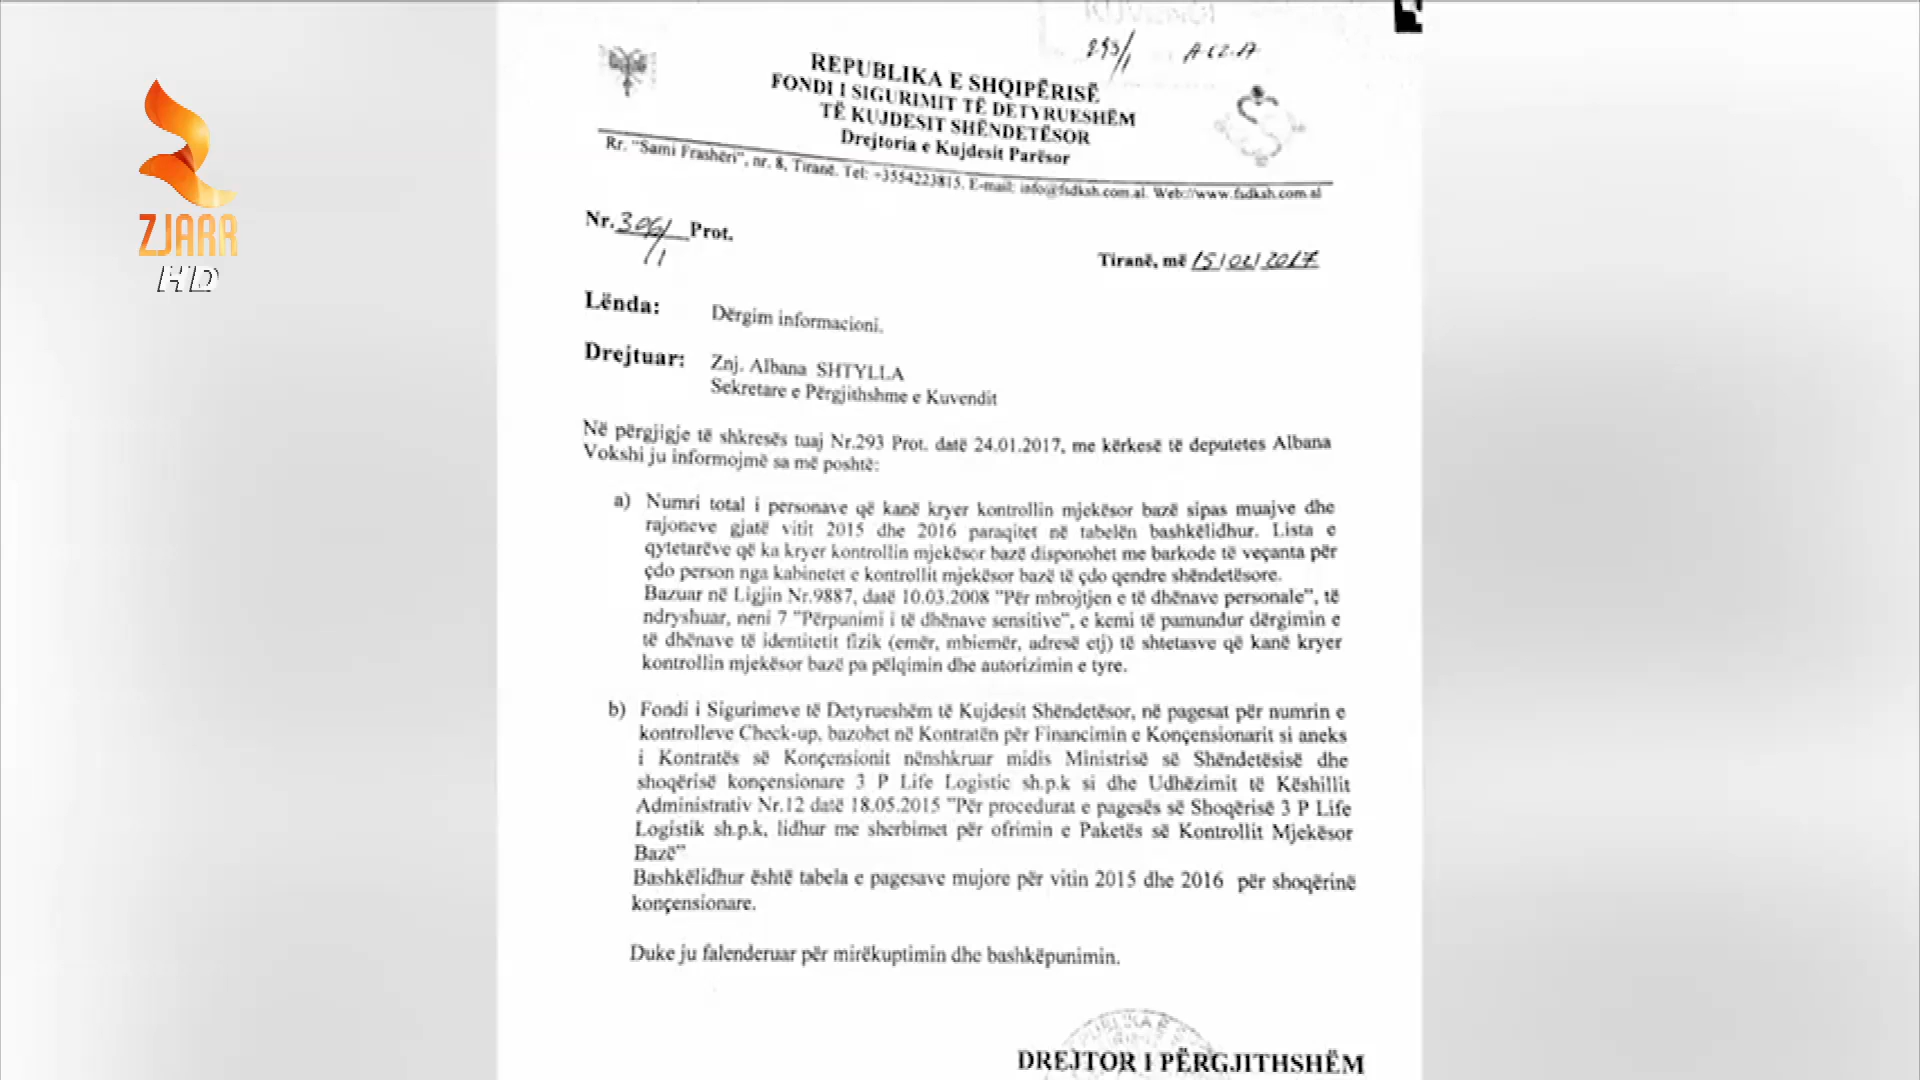 ZJARR
HD
293/1
REPUBLIKA E SHQIPËRISË
FONDI I SIGURIMIT TË DETYRUESHËM
TË KUJDESIT SHËNDETËSOR
Drejtoria e Kujdesit Parësor
Rr. "Sami Frashëri", nr. 8, Tiranë. Tel: +3554223815. E-mail: info@fsdksh.com.al. Web://www.fsdksh.com.al
Nr. 306/1 Prot.
Tiranë, më 15/02/2017
Lënda: Dërgim informacioni.
Drejtuar: Znj. Albana SHTYLLA
Sekretare e Përgjithshme e Kuvendit
Në përgjigje të shkresës tuaj Nr.293 Prot. datë 24.01.2017, me kërkesë të deputetes Albana
Vokshi ju informojmë sa më poshtë:
a) Numri total i personave që kanë kryer kontrollin mjekësor bazë sipas muajve dhe
rajoneve gjatë vitit 2015 dhe 2016 paraqitet në tabelën bashkëlidhur. Lista e
qytetarëve që ka kryer kontrollin mjekësor bazë disponohet me barkode të veçanta për
çdo person nga kabinetet e kontrollit mjekësor bazë të çdo qendre shëndetësore.
Bazuar në Ligjin Nr.9887, datë 10.03.2008 "Për mbrojtjen e të dhënave personale", të
ndryshuar, neni 7 "Përpunimi i të dhënave sensitive", e kemi të pamundur dërgimin e
të dhënave të identitetit fizik (emër, mbiemër, adresë etj) të shtetasve që kanë kryer
kontrollin mjekësor bazë pa pëlqimin dhe autorizimin e tyre.
b) Fondi i Sigurimeve të Detyrueshëm të Kujdesit Shëndetësor, në pagesat për numrin e
kontrolleve Check-up, bazohet në Kontratën për Financimin e Konçensionarit si aneks
i Kontratës së Konçensionit nënshkruar midis Ministrisë së Shëndetësisë dhe
shoqërisë konçensionare 3 P Life Logistic sh.p.k si dhe Udhëzimit të Këshillit
Administrativ Nr.12 datë 18.05.2015 "Për procedurat e pagesës së Shoqërisë 3 P Life
Logistik sh.p.k, lidhur me sherbimet për ofrimin e Paketës së Kontrollit Mjekësor
Bazë"
Bashkëlidhur është tabela e pagesave mujore për vitin 2015 dhe 2016 për shoqërinë
konçensionare.
Duke ju falenderuar për mirëkuptimin dhe bashkëpunimin.
DREJTOR I PËRGJITHSHËM